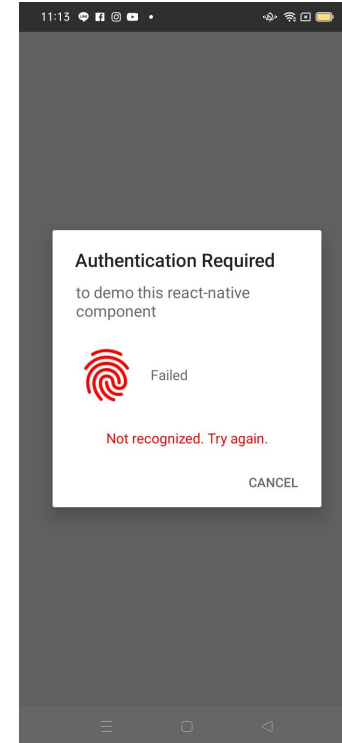 11:13
Authentication Required
to demo this react-native
component
Failed
Not recognized. Try again.
CANCEL